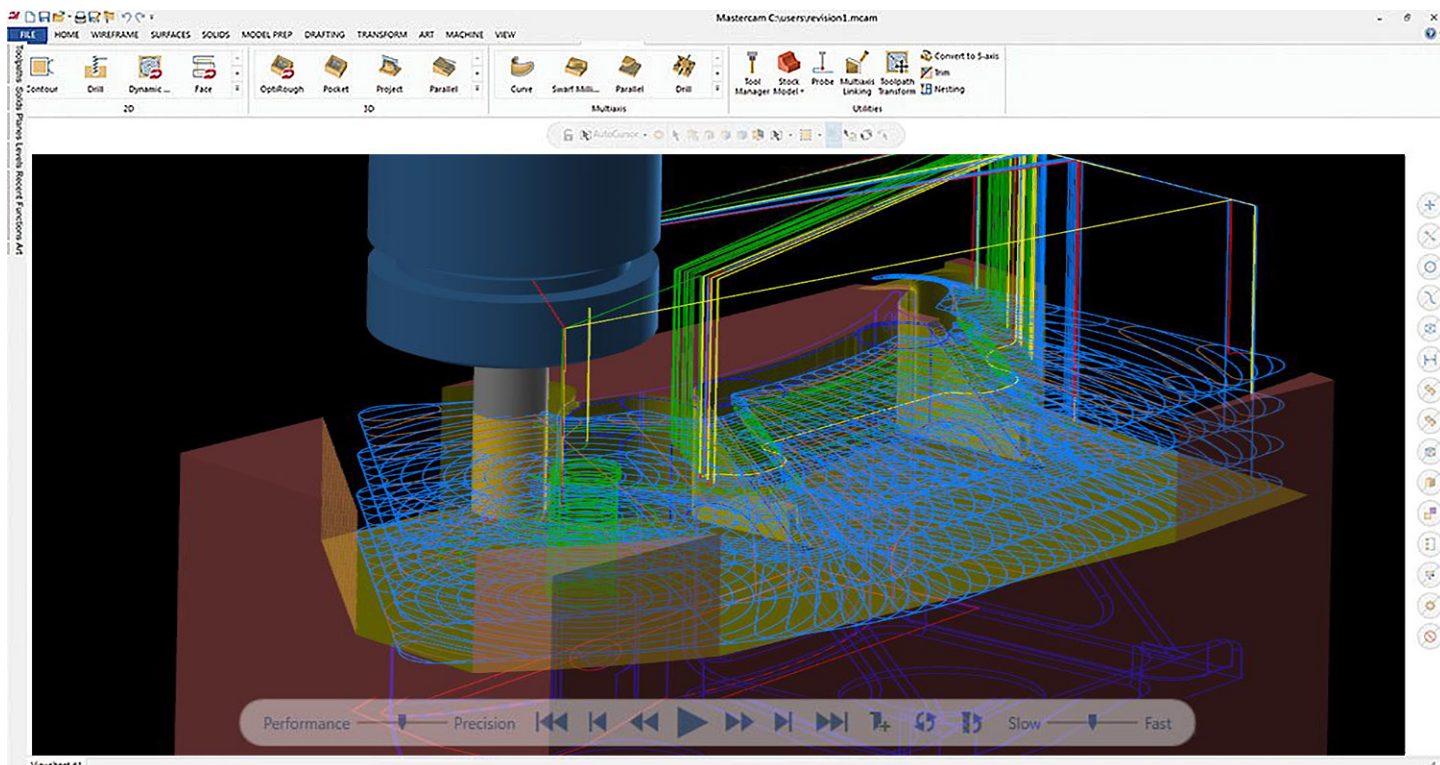 Mastercam C:\users\revision1.mcam
FILE HOME WIREFRAME SURFACES SOLIDS MODEL PREP DRAFTING TRANSFORM ART MACHINE VIEW
Contour Drill Dynamic ... Face
2D
OptiRough Pocket Project Parallel
3D
Curve Swarf Milli... Parallel Drill
Multiaxis
Tool Manager Stock Model Probe Multiaxis Linking Toolpath Transform
Convert to 5-axis
Trim
Nesting
Utilities
AutoCursor
Toolpaths Solids Planes Levels Recent Functions Art
Performance Precision Slow Fast